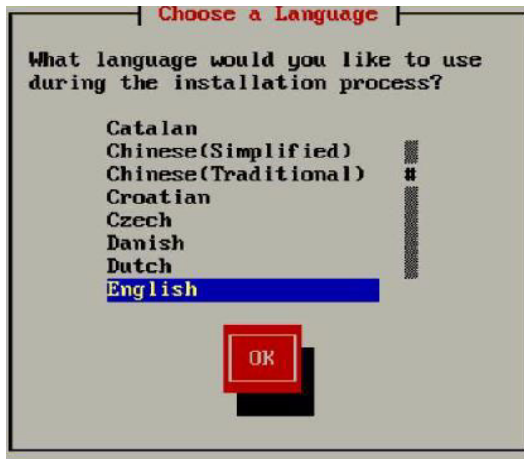 Choose a Language
What language would you like to use
during the installation process?
Catalan
Chinese(Simplified)
Chinese(Traditional) #
Croatian
Czech
Danish
Dutch
English
OK